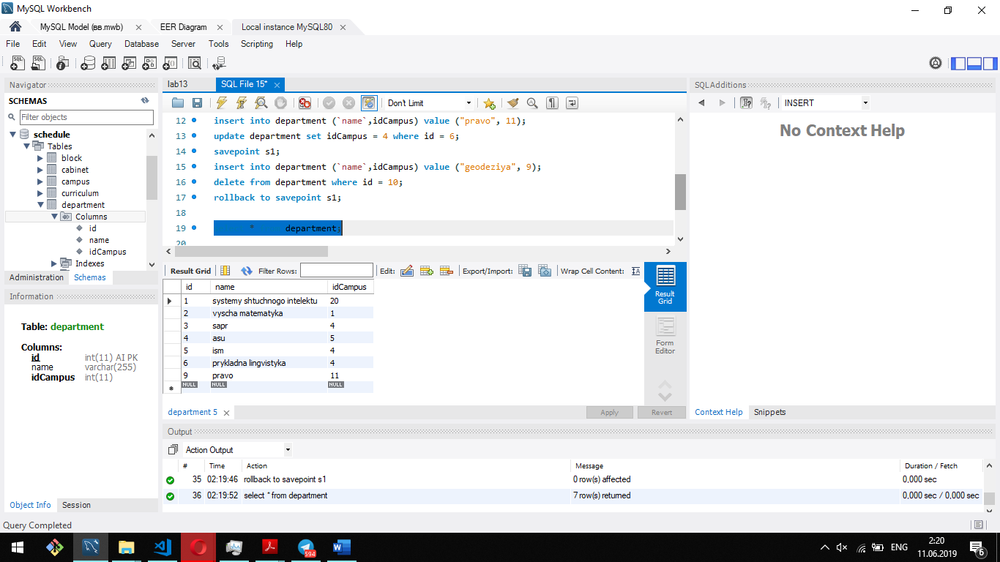 MySQL Workbench
MySQL Model (вв.mwb) EER Diagram Local instance MySQL80
File Edit View Query Database Server Tools Scripting Help
Navigator
SCHEMAS
Filter objects
schedule
Tables
block
cabinet
campus
curriculum
department
Columns
id
name
idCampus
Indexes
Administration Schemas
Information
Table: department
Columns:
id int(11) AI PK
name varchar(255)
idCampus int(11)
Object Info Session
lab13 SQL File 15*
Don't Limit
12 insert into department (`name`,idCampus) value ("pravo", 11);
13 update department set idCampus = 4 where id = 6;
14 savepoint s1;
15 insert into department (`name`,idCampus) value ("geodeziya", 9);
16 delete from department where id = 10;
17 rollback to savepoint s1;
18
19 * department;
20
Result Grid Filter Rows: Edit: Export/Import: Wrap Cell Content:
id name idCampus
1 systemy shtuchnogo intelektu 20
2 vyscha matematyka 1
3 sapr 4
4 asu 5
5 ism 4
6 prykladna lingvistyka 4
9 pravo 11
NULL NULL NULL
Result Grid
Form Editor
department 5 Apply Revert
SQLAdditions
INSERT
No Context Help
Context Help Snippets
Output
Action Output
# Time Action Message Duration / Fetch
35 02:19:46 rollback to savepoint s1 0 row(s) affected 0,000 sec
36 02:19:52 select * from department 7 row(s) returned 0,000 sec / 0,000 sec
Query Completed
594
W
ENG
2:20
11.06.2019
6